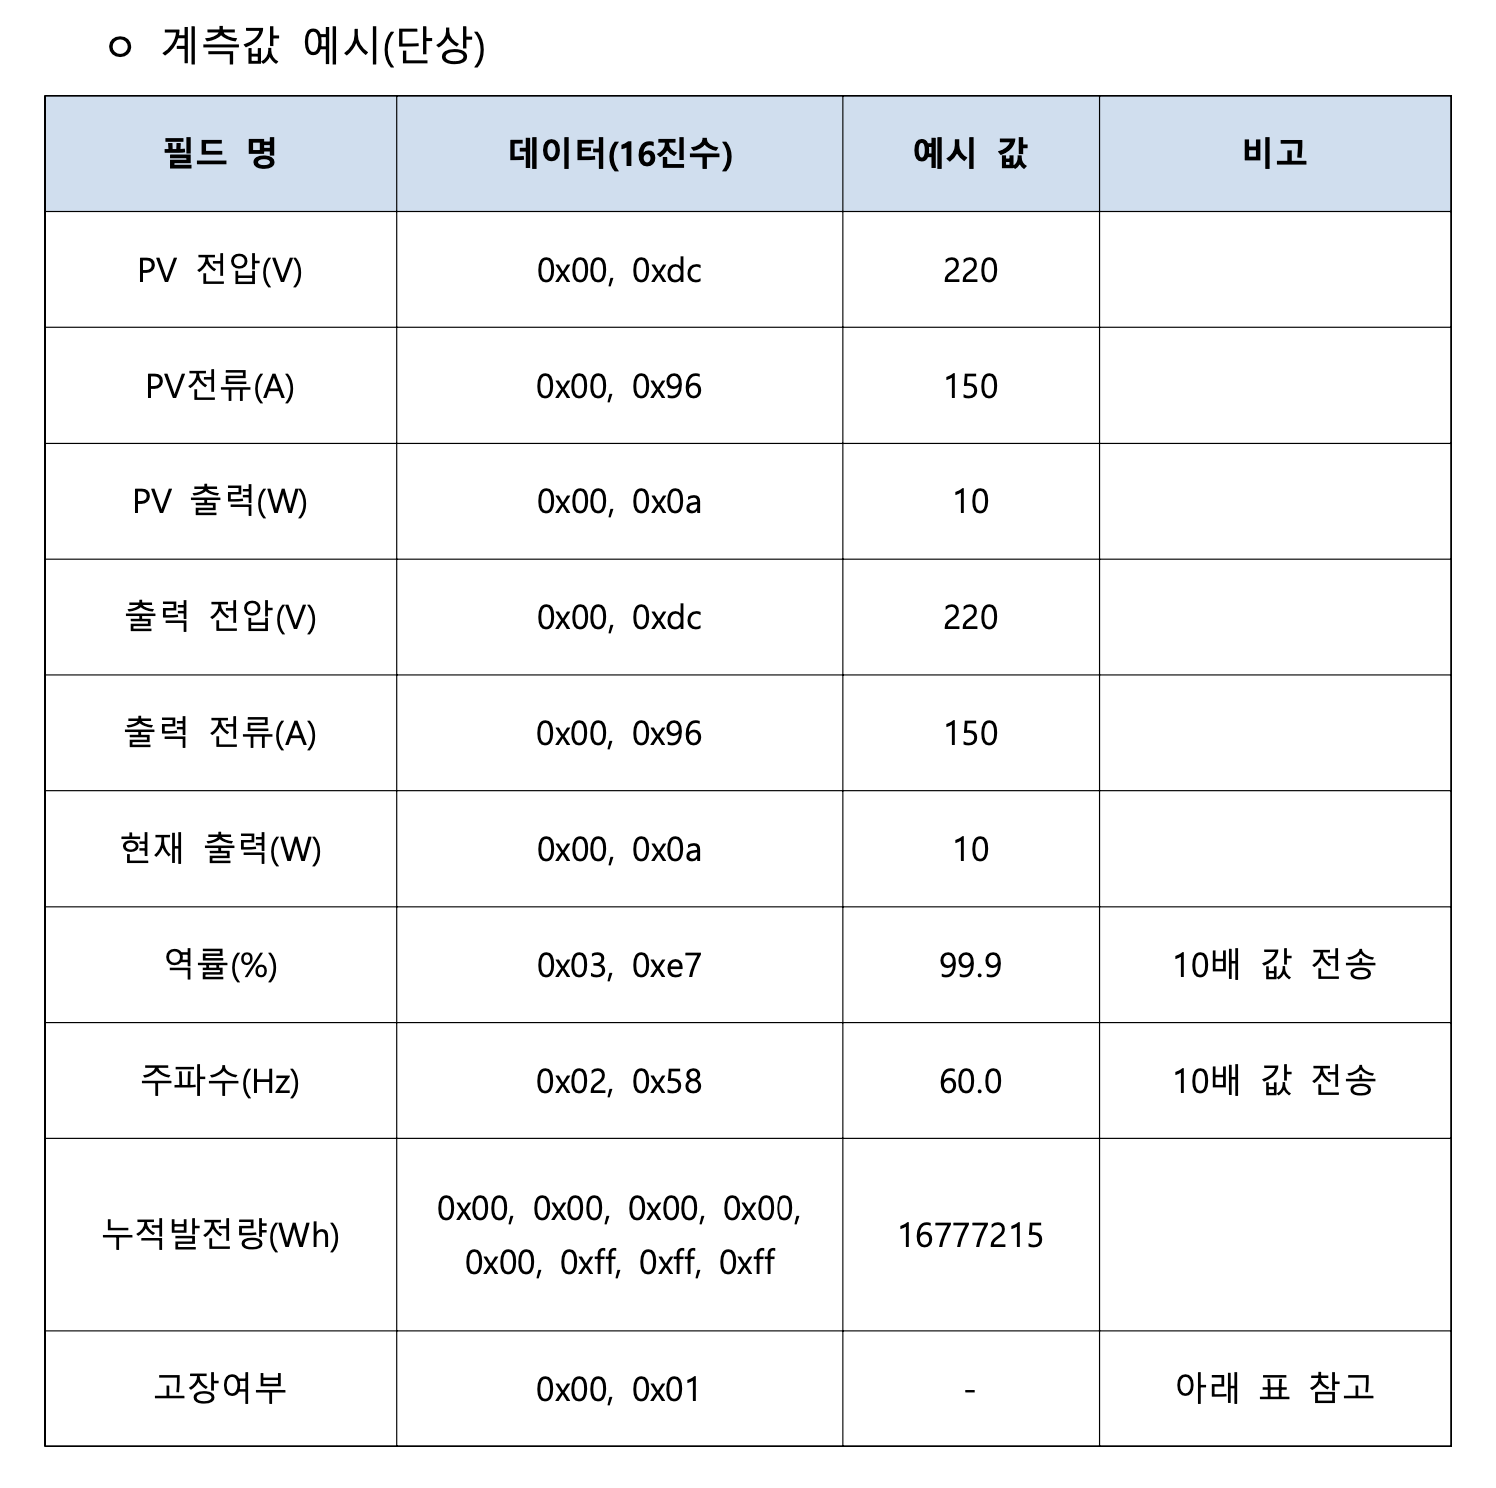 ㅇ 계측값 예시(단상)
필드 명 데이터(16진수) 예시 값 비고
PV 전압(V) 0x00, 0xdc 220
PV전류(A) 0x00, 0x96 150
PV 출력(W) 0x00, 0x0a 10
출력 전압(V) 0x00, 0xdc 220
출력 전류(A) 0x00, 0x96 150
현재 출력(W) 0x00, 0x0a 10
역률(%) 0x03, 0xe7 99.9 10배 값 전송
주파수(Hz) 0x02, 0x58 60.0 10배 값 전송
누적발전량(Wh) 0x00, 0x00, 0x00, 0x00,
0x00, 0xff, 0xff, 0xff 16777215
고장여부 0x00, 0x01 - 아래 표 참고